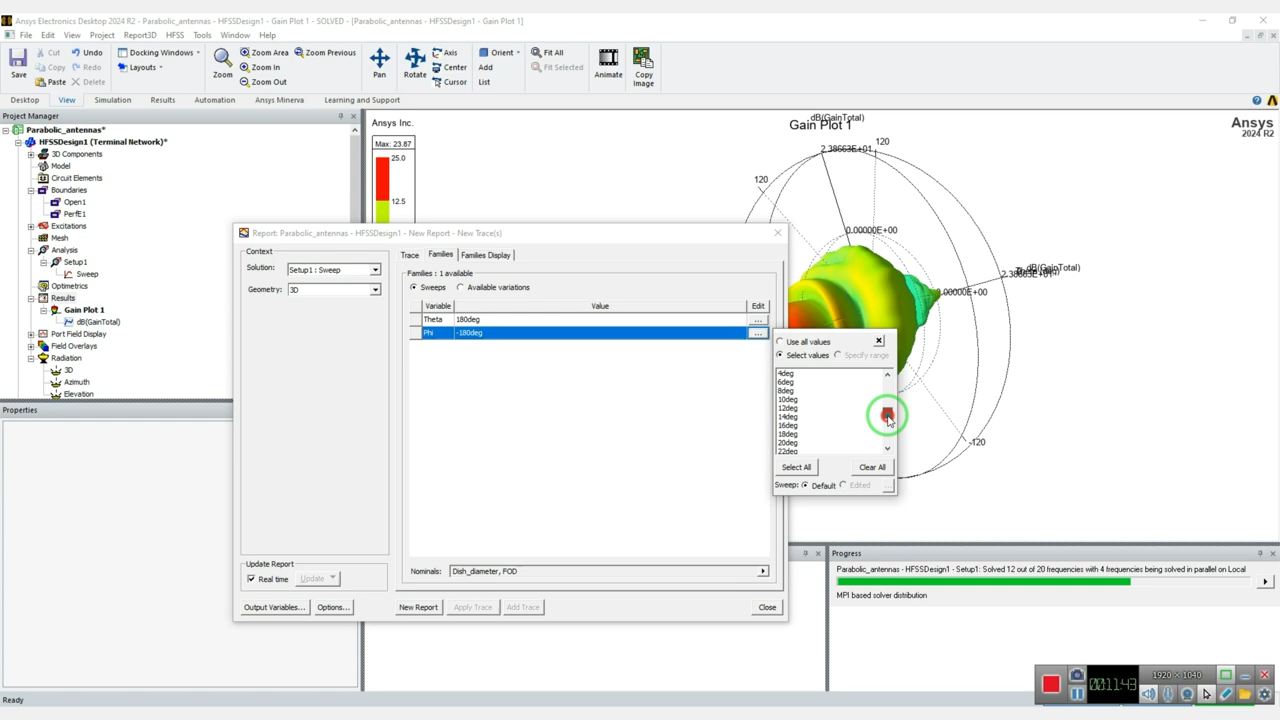 Ansys Electronics Desktop 2024 R2 - Parabolic_antennas - HFSSDesign1 - Gain Plot 1 - SOLVED - [Parabolic_antennas - HFSSDesign1 - Gain Plot 1]
File Edit View Project Report3D HFSS Tools Window Help
Save
Cut Undo
Copy Redo
Paste Delete
Docking Windows
Layouts
Zoom
Zoom Area Zoom Previous
Zoom In
Zoom Out
Pan
Rotate
Axis
Center
Cursor
Orient
Add
List
Fit All
Fit Selected
Animate
Copy Image
Desktop View Simulation Results Automation Ansys Minerva Learning and Support
Project Manager
Parabolic_antennas*
HFSSDesign1 (Terminal Network)*
3D Components
Model
Circuit Elements
Boundaries
Open1
PerfE1
Excitations
Mesh
Analysis
Setup1
Sweep
Optimetrics
Results
Gain Plot 1
dB(GainTotal)
Port Field Display
Field Overlays
Radiation
3D
Azimuth
Elevation
Properties
Ansys Inc.
Max: 23.87
25.0
12.5
dB(GainTotal)
Gain Plot 1
2.38663E+01
120
120
0.00000E+00
dB(GainTotal)
0.00000E+00
-120
Ansys
2024 R2
Report: Parabolic_antennas - HFSSDesign1 - New Report - New Trace(s)
Context
Solution: Setup1 : Sweep
Geometry: 3D
Trace Families Families Display
Families : 1 available
Sweeps Available variations
Variable Value Edit
Theta 180deg ...
Phi -180deg ...
Use all values
Select values Specify range
4deg
6deg
8deg
10deg
12deg
14deg
16deg
18deg
20deg
22deg
Select All Clear All
Sweep: Default Edited ...
Update Report
Real time Update
Nominals: Dish_diameter, FOD
Output Variables... Options... New Report Apply Trace Add Trace Close
Progress
Parabolic_antennas - HFSSDesign1 - Setup1: Solved 12 out of 20 frequencies with 4 frequencies being solved in parallel on Local
MPI based solver distribution
Ready
00:11:43
1920 × 1040